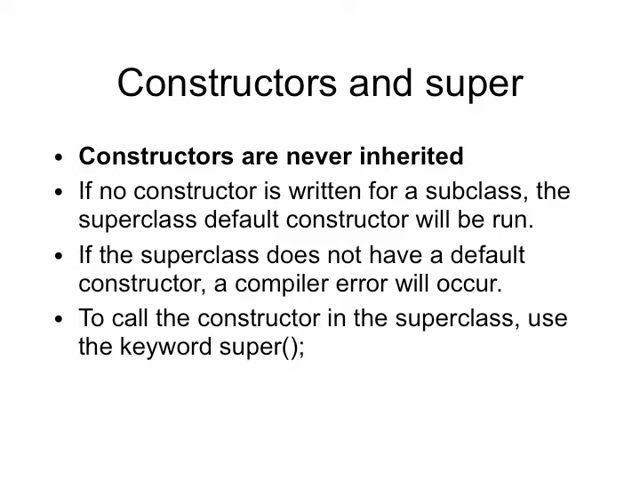 Constructors and super
• Constructors are never inherited
• If no constructor is written for a subclass, the
superclass default constructor will be run.
• If the superclass does not have a default
constructor, a compiler error will occur.
• To call the constructor in the superclass, use
the keyword super();